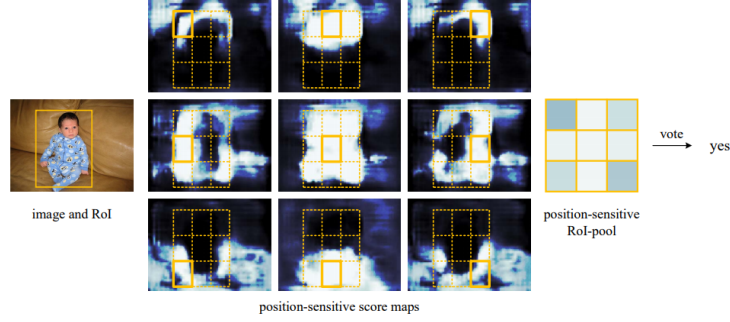 vote
yes
image and RoI
position-sensitive
RoI-pool
position-sensitive score maps